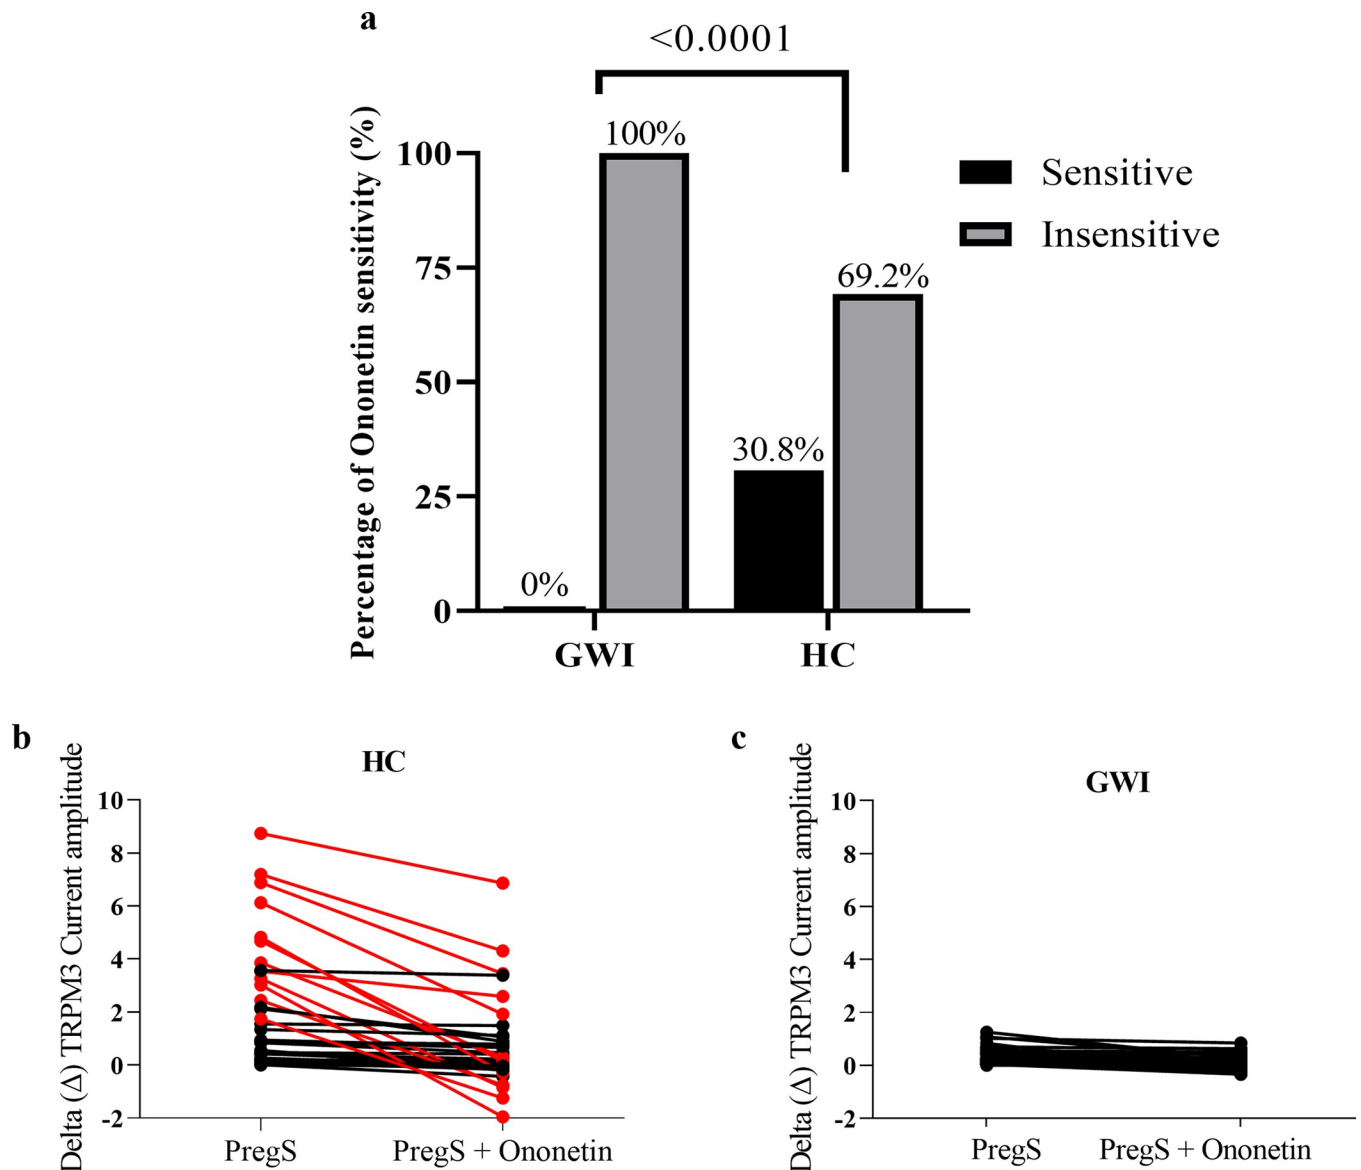 a
<0.0001
Percentage of Ononetin sensitivity (%)
100
75
50
25
0
0%
100%
30.8%
69.2%
GWI
HC
Sensitive
Insensitive
b
HC
Delta (Δ) TRPM3 Current amplitude
10
8
6
4
2
0
-2
PregS
PregS + Ononetin
c
GWI
Delta (Δ) TRPM3 Current amplitude
10
8
6
4
2
0
-2
PregS
PregS + Ononetin